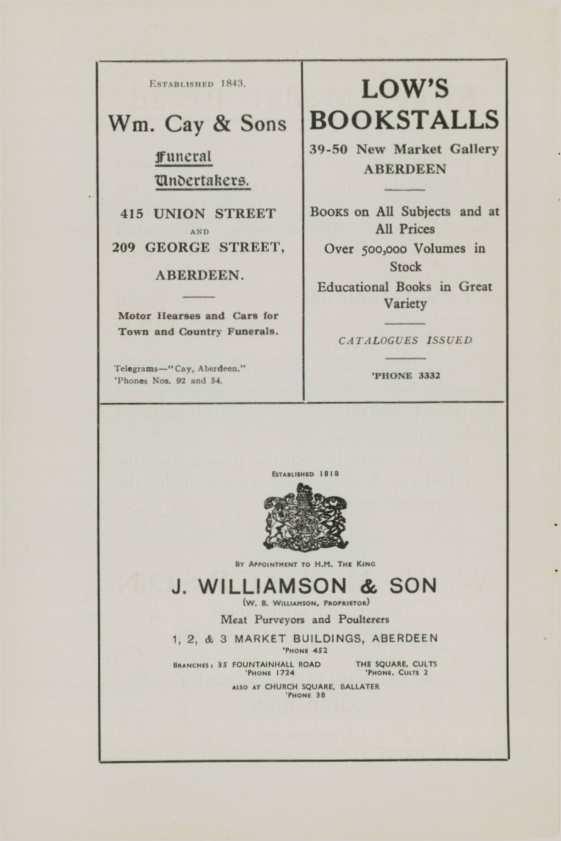 ESTABLISHED 1843.
Wm. Cay & Sons
Funeral
Undertakers.
415 UNION STREET
AND
209 GEORGE STREET,
ABERDEEN.
Motor Hearses and Cars for
Town and Country Funerals.
Telegrams—"Cay, Aberdeen."
'Phones Nos. 92 and 54.
LOW'S
BOOKSTALLS
39-50 New Market Gallery
ABERDEEN
Books on All Subjects and at
All Prices
Over 500,000 Volumes in
Stock
Educational Books in Great
Variety
CATALOGUES ISSUED
'PHONE 3332
ESTABLISHED 1818
BY APPOINTMENT TO H.M. THE KING
J. WILLIAMSON & SON
(W. B. WILLIAMSON, PROPRIETOR)
Meat Purveyors and Poulterers
1, 2, & 3 MARKET BUILDINGS, ABERDEEN
'PHONE 452
BRANCHES: 35 FOUNTAINHALL ROAD THE SQUARE, CULTS
'PHONE 1724 'PHONE, CULTS 2
ALSO AT CHURCH SQUARE, BALLATER
'PHONE 38